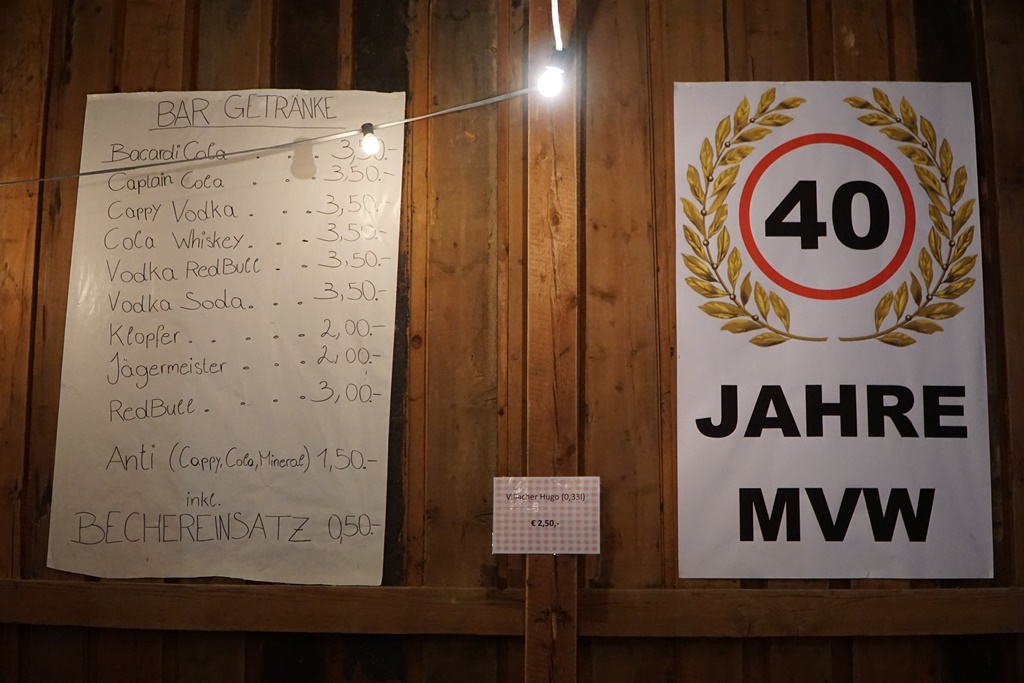 BAR GETRÄNKE
Bacardi Cola . . 3,50.-
Captain Cola . . 3,50.-
Cappy Vodka . . . 3,50.-
Cola Whiskey . . . 3,50.-
Vodka RedBull . . 3,50.-
Vodka Soda . . . 3,50.-
Klopfer . . . . 2,00.-
Jägermeister . . . 2,00.-
RedBull . . . . 3,00.-
Anti (Cappy, Cola, Mineral) 1,50.-
inkl.
BECHEREINSATZ 0,50.-
Villacher Hugo (0,33l)
€ 2,50,-
40
JAHRE
MVW